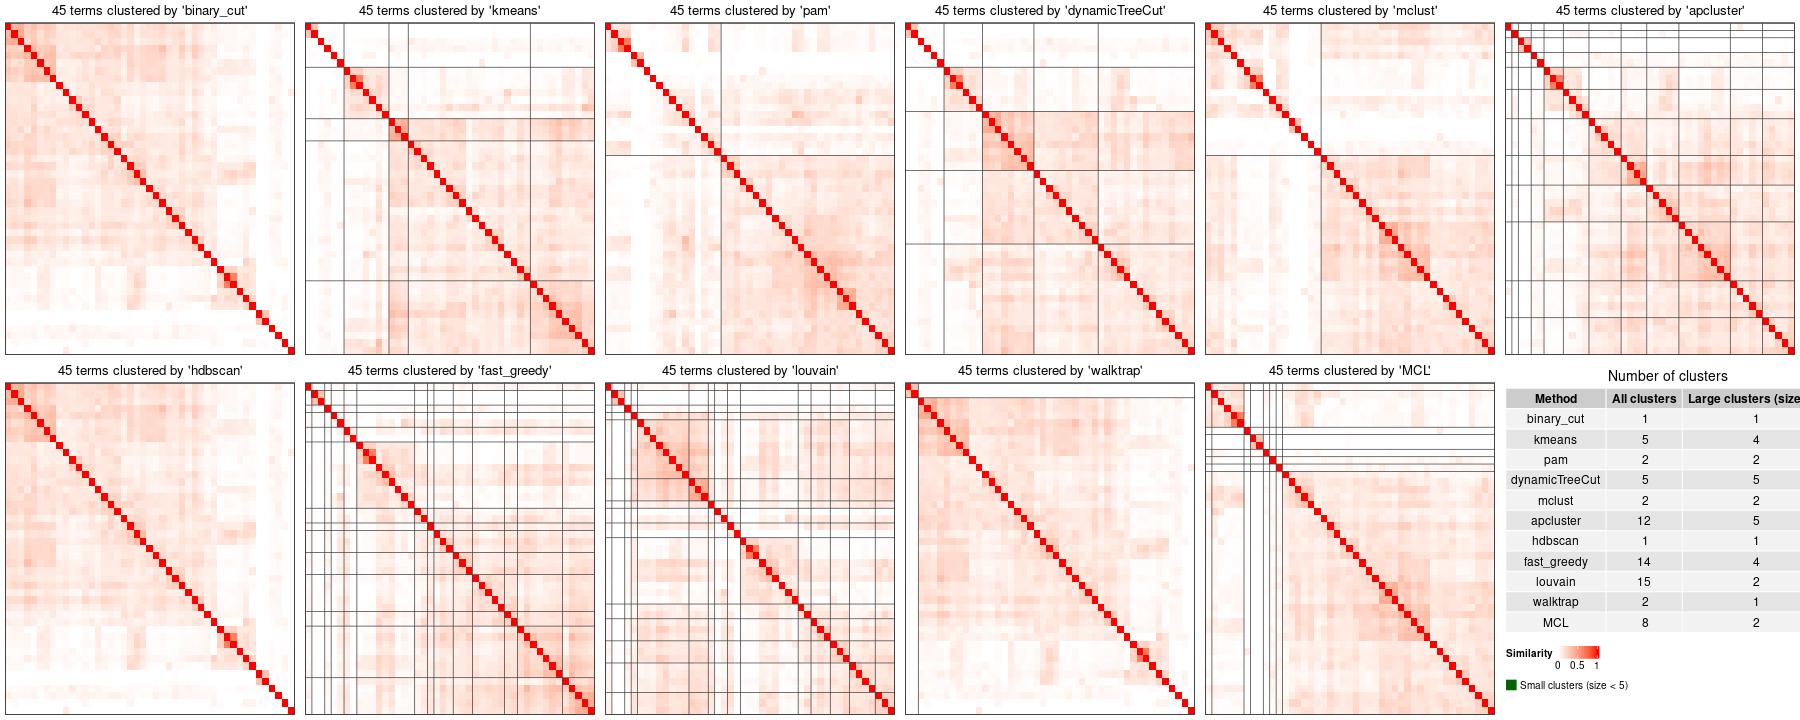 45 terms clustered by 'binary_cut'
45 terms clustered by 'kmeans'
45 terms clustered by 'pam'
45 terms clustered by 'dynamicTreeCut'
45 terms clustered by 'mclust'
45 terms clustered by 'apcluster'
45 terms clustered by 'hdbscan'
45 terms clustered by 'fast_greedy'
45 terms clustered by 'louvain'
45 terms clustered by 'walktrap'
45 terms clustered by 'MCL'
Number of clusters
Method All clusters Large clusters (size
binary_cut 1 1
kmeans 5 4
pam 2 2
dynamicTreeCut 5 5
mclust 2 2
apcluster 12 5
hdbscan 1 1
fast_greedy 14 4
louvain 15 2
walktrap 2 1
MCL 8 2
Similarity
0 0.5 1
Small clusters (size < 5)